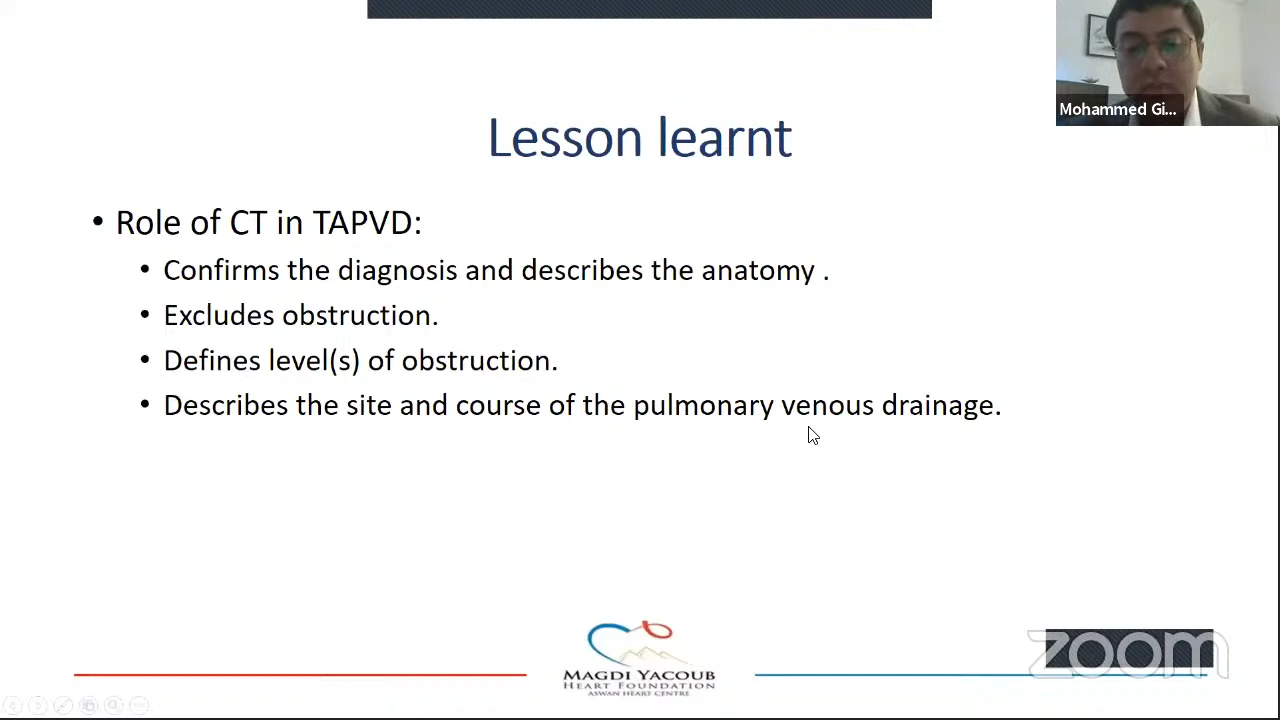 Mohammed Gi...
Lesson learnt
• Role of CT in TAPVD:
• Confirms the diagnosis and describes the anatomy .
• Excludes obstruction.
• Defines level(s) of obstruction.
• Describes the site and course of the pulmonary venous drainage.
MAGDI YACOUB
HEART FOUNDATION
ASWAN HEART CENTRE
zoom